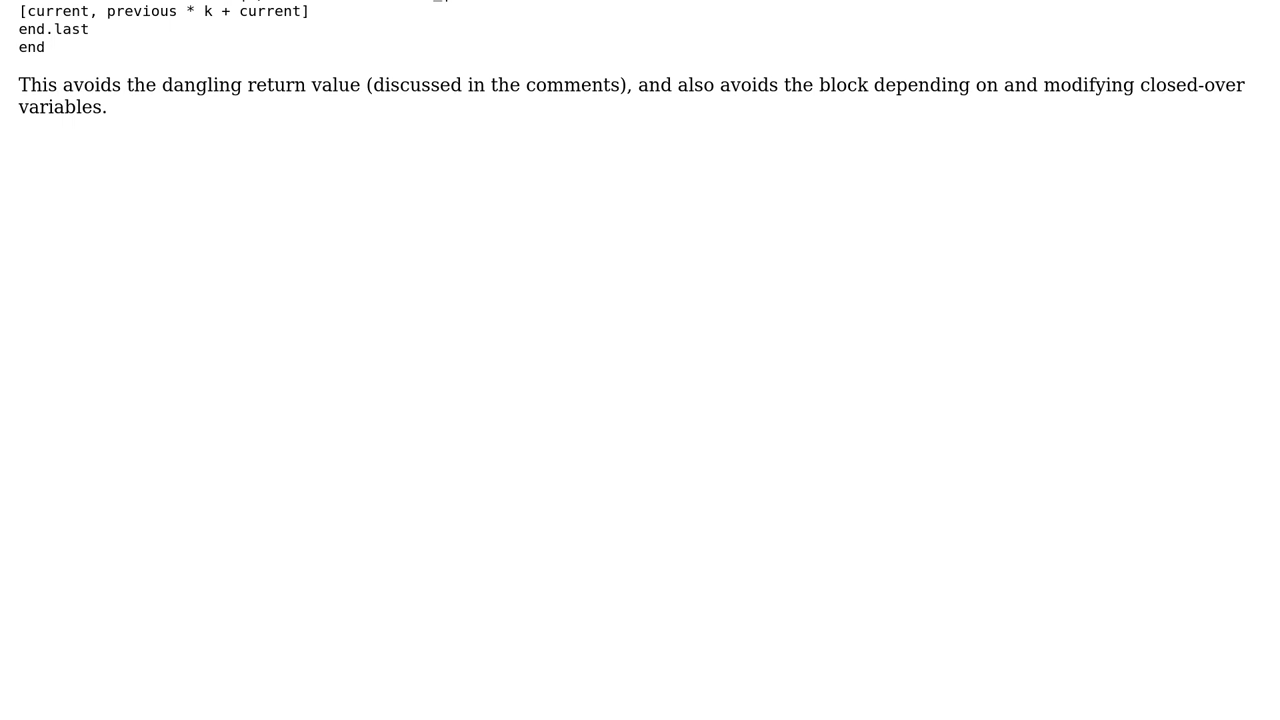 [current, previous * k + current]
end.last
end
This avoids the dangling return value (discussed in the comments), and also avoids the block depending on and modifying closed-over
variables.